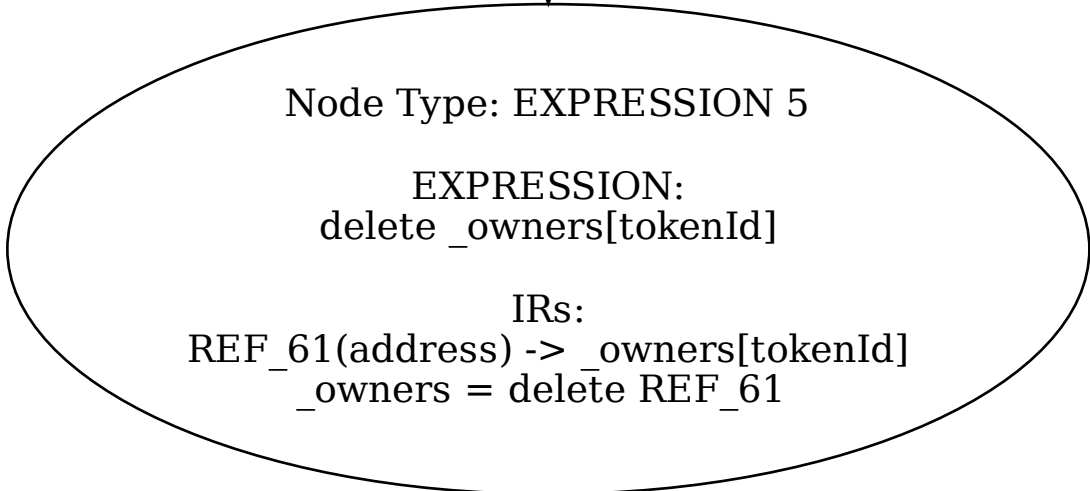 Node Type: EXPRESSION 5
EXPRESSION:
delete _owners[tokenId]
IRs:
REF_61(address) -> _owners[tokenId]
_owners = delete REF_61